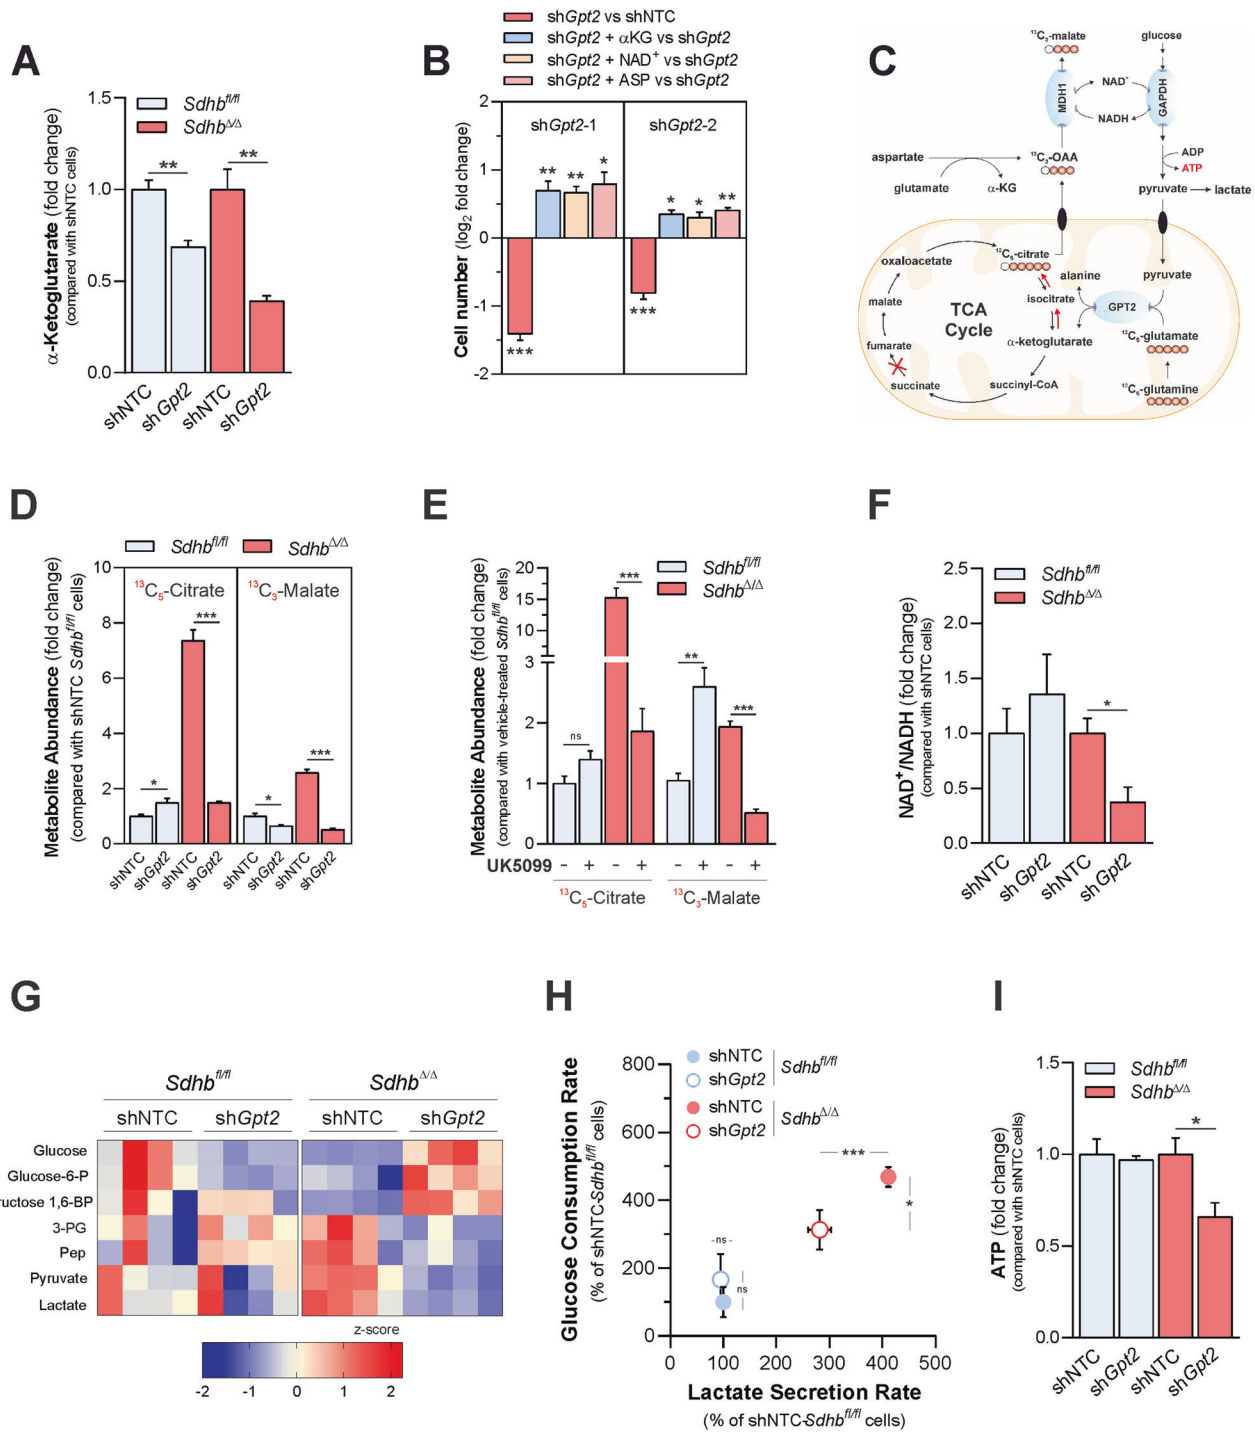 A
α-Ketoglutarate (fold change)
(compared with shNTC cells)
1.5
1.0
0.5
0.0
Sdhb^fl/fl
Sdhb^Δ/Δ
**
**
shNTC
shGpt2
shNTC
shGpt2
B
shGpt2 vs shNTC
shGpt2 + αKG vs shGpt2
shGpt2 + NAD+ vs shGpt2
shGpt2 + ASP vs shGpt2
Cell number (log2 fold change)
2
1
0
-1
-2
shGpt2-1
shGpt2-2
** ** *
* * **
***
***
C
13C3-malate
glucose
MDH1
NAD+
NADH
GAPDH
13C3-OAA
aspartate
glutamate
α-KG
ADP
ATP
pyruvate
lactate
oxaloacetate
13C5-citrate
alanine
pyruvate
isocitrate
malate
TCA
Cycle
GPT2
α-ketoglutarate
13C5-glutamate
fumarate
succinate
succinyl-CoA
13C5-glutamine
D
Sdhb^fl/fl
Sdhb^Δ/Δ
Metabolite Abundance (fold change)
(compared with shNTC Sdhb^fl/fl cells)
10
8
6
4
2
0
13C5-Citrate
13C3-Malate
*
***
*
***
shNTC
shGpt2
shNTC
shGpt2
shNTC
shGpt2
shNTC
shGpt2
E
Metabolite Abundance (fold change)
(compared with vehicle-treated Sdhb^fl/fl cells)
20
15
10
3
2
1
0
Sdhb^fl/fl
Sdhb^Δ/Δ
ns
***
**
***
UK5099 - + - + - + - +
13C5-Citrate
13C3-Malate
F
NAD+/NADH (fold change)
(compared with shNTC cells)
2.5
2.0
1.5
1.0
0.5
0.0
Sdhb^fl/fl
Sdhb^Δ/Δ
*
shNTC
shGpt2
shNTC
shGpt2
G
Sdhb^fl/fl
Sdhb^Δ/Δ
shNTC
shGpt2
shNTC
shGpt2
Glucose
Glucose-6-P
ructose 1,6-BP
3-PG
Pep
Pyruvate
Lactate
z-score
-2 -1 0 1 2
H
Glucose Consumption Rate
(% of shNTC-Sdhb^fl/fl cells)
800
600
400
200
0
shNTC
shGpt2
Sdhb^fl/fl
shNTC
shGpt2
Sdhb^Δ/Δ
***
*
ns
ns
0 100 200 300 400 500
Lactate Secretion Rate
(% of shNTC-Sdhb^fl/fl cells)
I
ATP (fold change)
(compared with shNTC cells)
1.5
1.0
0.5
0.0
Sdhb^fl/fl
Sdhb^Δ/Δ
*
shNTC
shGpt2
shNTC
shGpt2